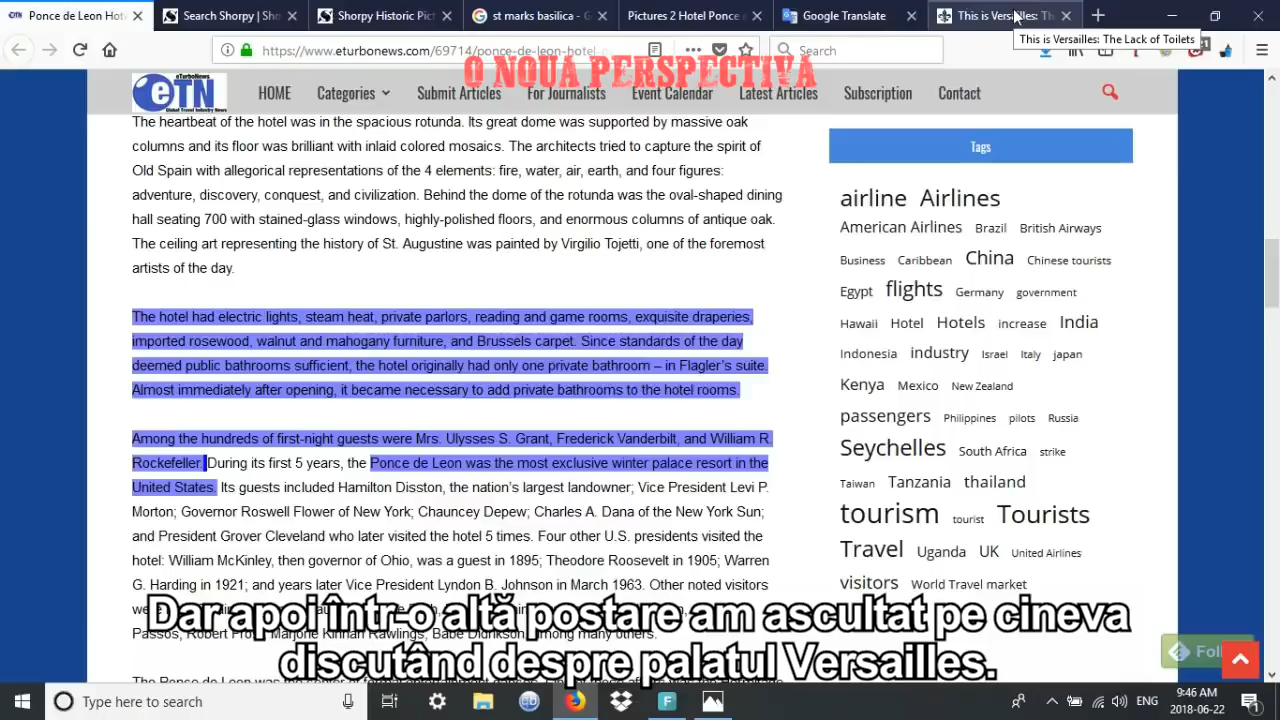 Ponce de Leon Hotel
Search Shorpy | Sho
Shorpy Historic Pict
st marks basilica - G
Pictures 2 Hotel Ponce
Google Translate
This is Versailles: Th
This is Versailles: The Lack of Toilets
https://www.eturbonews.com/69714/ponce-de-leon-hotel-
Search
O NOUA PERSPECTIVA
eTurboNews
eTN
Global Travel Industry News
HOME
Categories
Submit Articles
For Journalists
Event Calendar
Latest Articles
Subscription
Contact
The heartbeat of the hotel was in the spacious rotunda. Its great dome was supported by massive oak
columns and its floor was brilliant with inlaid colored mosaics. The architects tried to capture the spirit of
Old Spain with allegorical representations of the 4 elements: fire, water, air, earth, and four figures:
adventure, discovery, conquest, and civilization. Behind the dome of the rotunda was the oval-shaped dining
hall seating 700 with stained-glass windows, highly-polished floors, and enormous columns of antique oak.
The ceiling art representing the history of St. Augustine was painted by Virgilio Tojetti, one of the foremost
artists of the day.
The hotel had electric lights, steam heat, private parlors, reading and game rooms, exquisite draperies,
imported rosewood, walnut and mahogany furniture, and Brussels carpet. Since standards of the day
deemed public bathrooms sufficient, the hotel originally had only one private bathroom – in Flagler's suite.
Almost immediately after opening, it became necessary to add private bathrooms to the hotel rooms.
Among the hundreds of first-night guests were Mrs. Ulysses S. Grant, Frederick Vanderbilt, and William R.
Rockefeller. During its first 5 years, the Ponce de Leon was the most exclusive winter palace resort in the
United States. Its guests included Hamilton Disston, the nation's largest landowner; Vice President Levi P.
Morton; Governor Roswell Flower of New York; Chauncey Depew; Charles A. Dana of the New York Sun;
and President Grover Cleveland who later visited the hotel 5 times. Four other U.S. presidents visited the
hotel: William McKinley, then governor of Ohio, was a guest in 1895; Theodore Roosevelt in 1905; Warren
G. Harding in 1921; and years later Vice President Lyndon B. Johnson in March 1963. Other noted visitors
Passos, Robert Marjorie Kinnan Rawlings, Babe Didrikson, among many others.
Tags
airline Airlines
American Airlines Brazil British Airways
Business Caribbean China Chinese tourists
Egypt flights Germany government
Hawaii Hotel Hotels increase India
Indonesia industry Israel Italy japan
Kenya Mexico New Zealand
passengers Philippines pilots Russia
Seychelles South Africa strike
Taiwan Tanzania thailand
tourism tourist Tourists
Travel Uganda UK United Airlines
visitors World Travel market
Dar apoi într-o altă postare am ascultat pe cineva
discutând despre palatul Versailles.
Foll
Type here to search
ENG
9:46 AM
2018-06-22